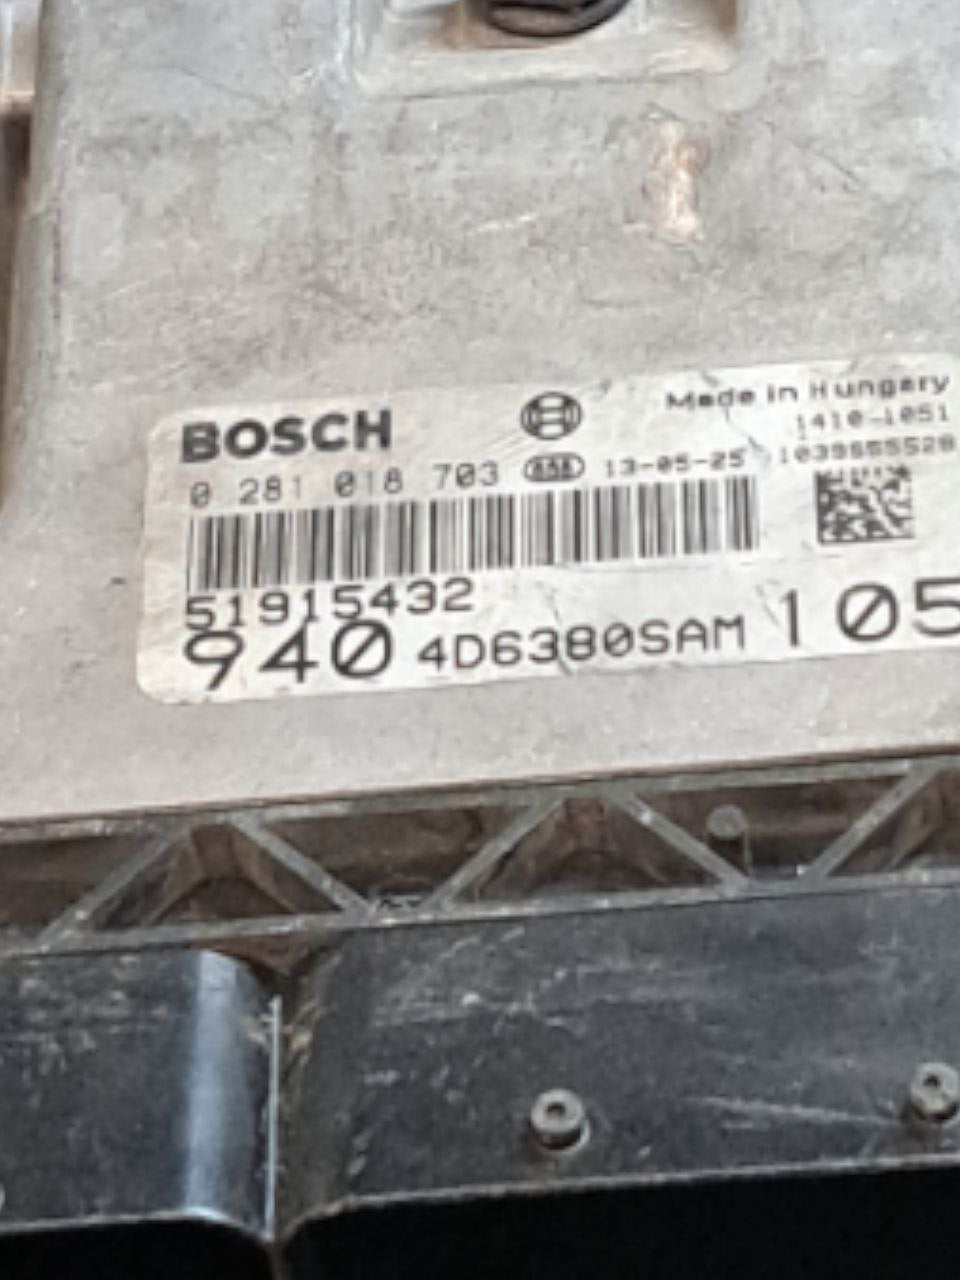 BOSCH
Made in Hungary
1410-1051
0 281 018 703
13-05-25
1039S55528
51915432
940 4D6380SAM 105